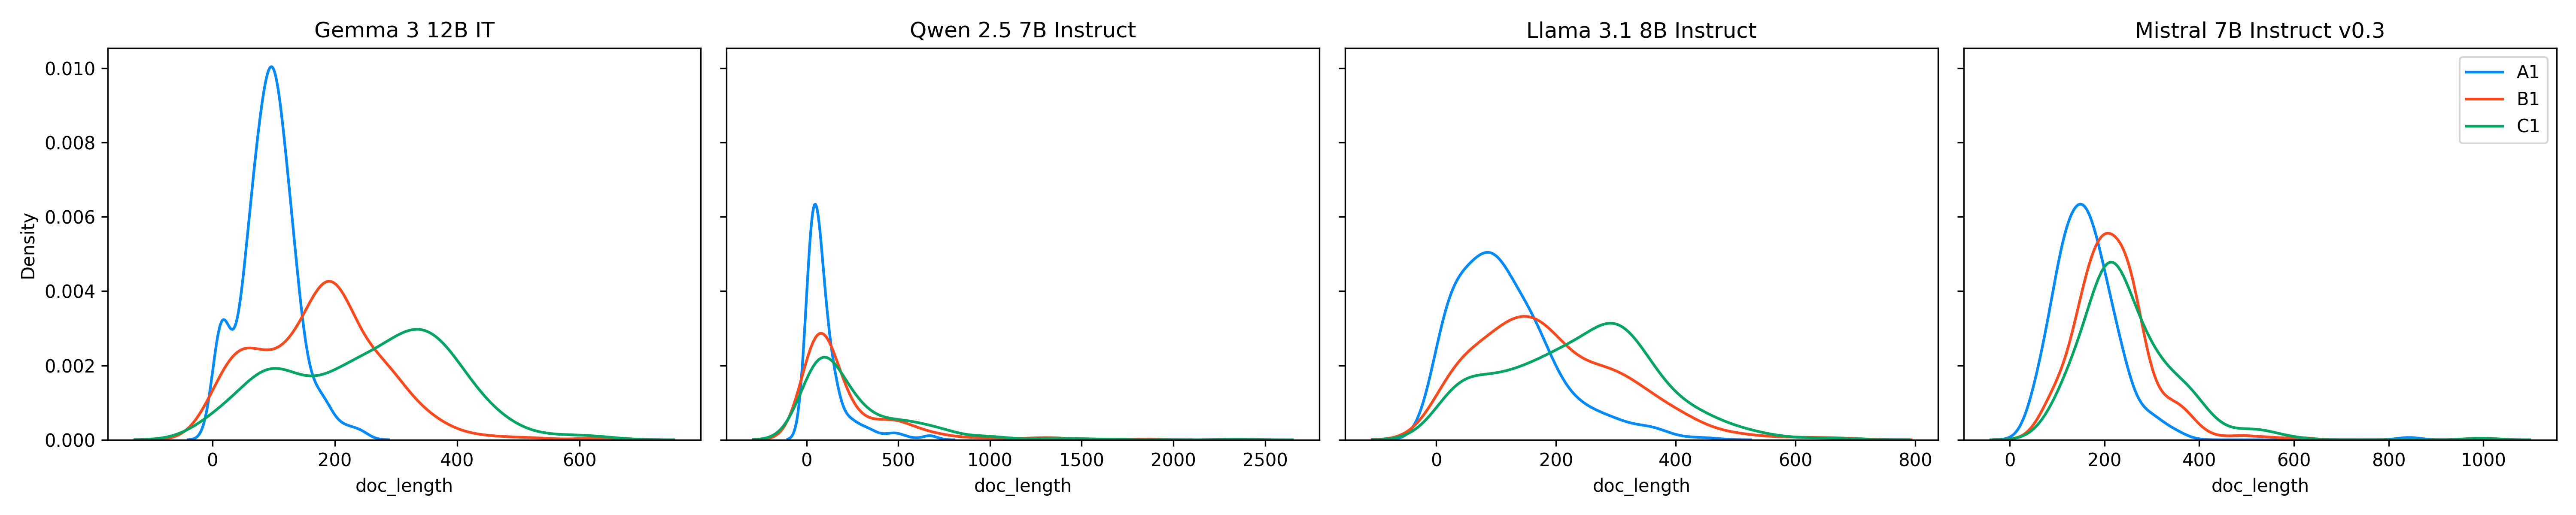 Gemma 3 12B IT
Qwen 2.5 7B Instruct
Llama 3.1 8B Instruct
Mistral 7B Instruct v0.3
A1
B1
C1
Density
0.010
0.008
0.006
0.004
0.002
0.000
0 200 400 600
0 500 1000 1500 2000 2500
0 200 400 600 800
0 200 400 600 800 1000
doc_length
doc_length
doc_length
doc_length